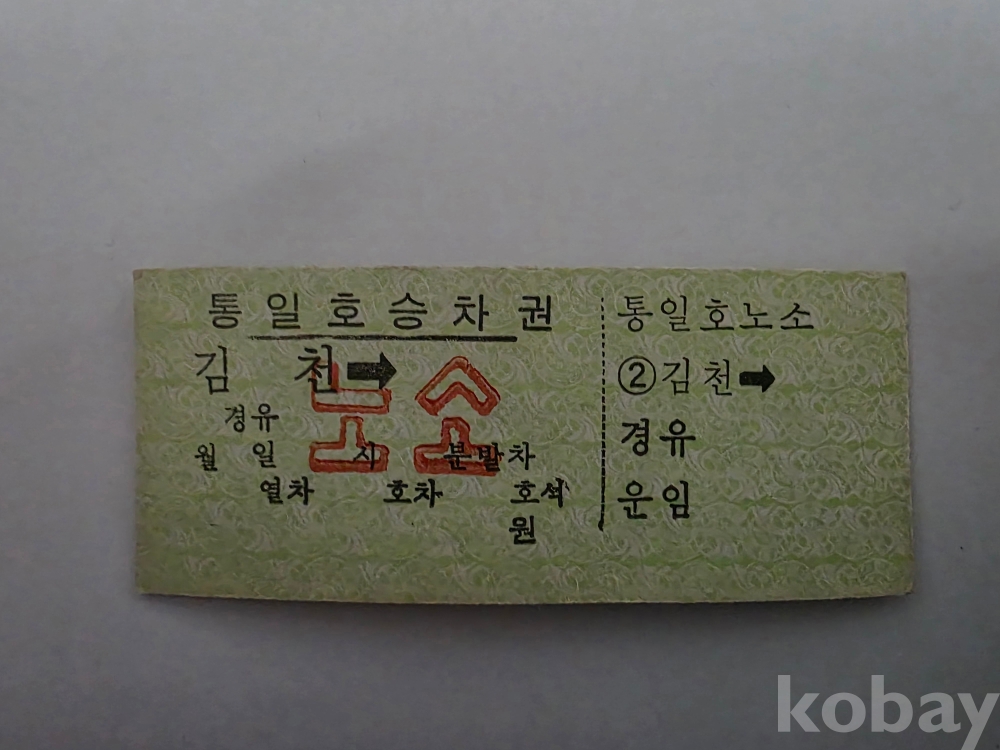 통일호승차권
김 천➡
노소
경유
월 일 시 분발차
열차 호차 호석
원
통일호노소
②김천➡
경유
운임
kobay